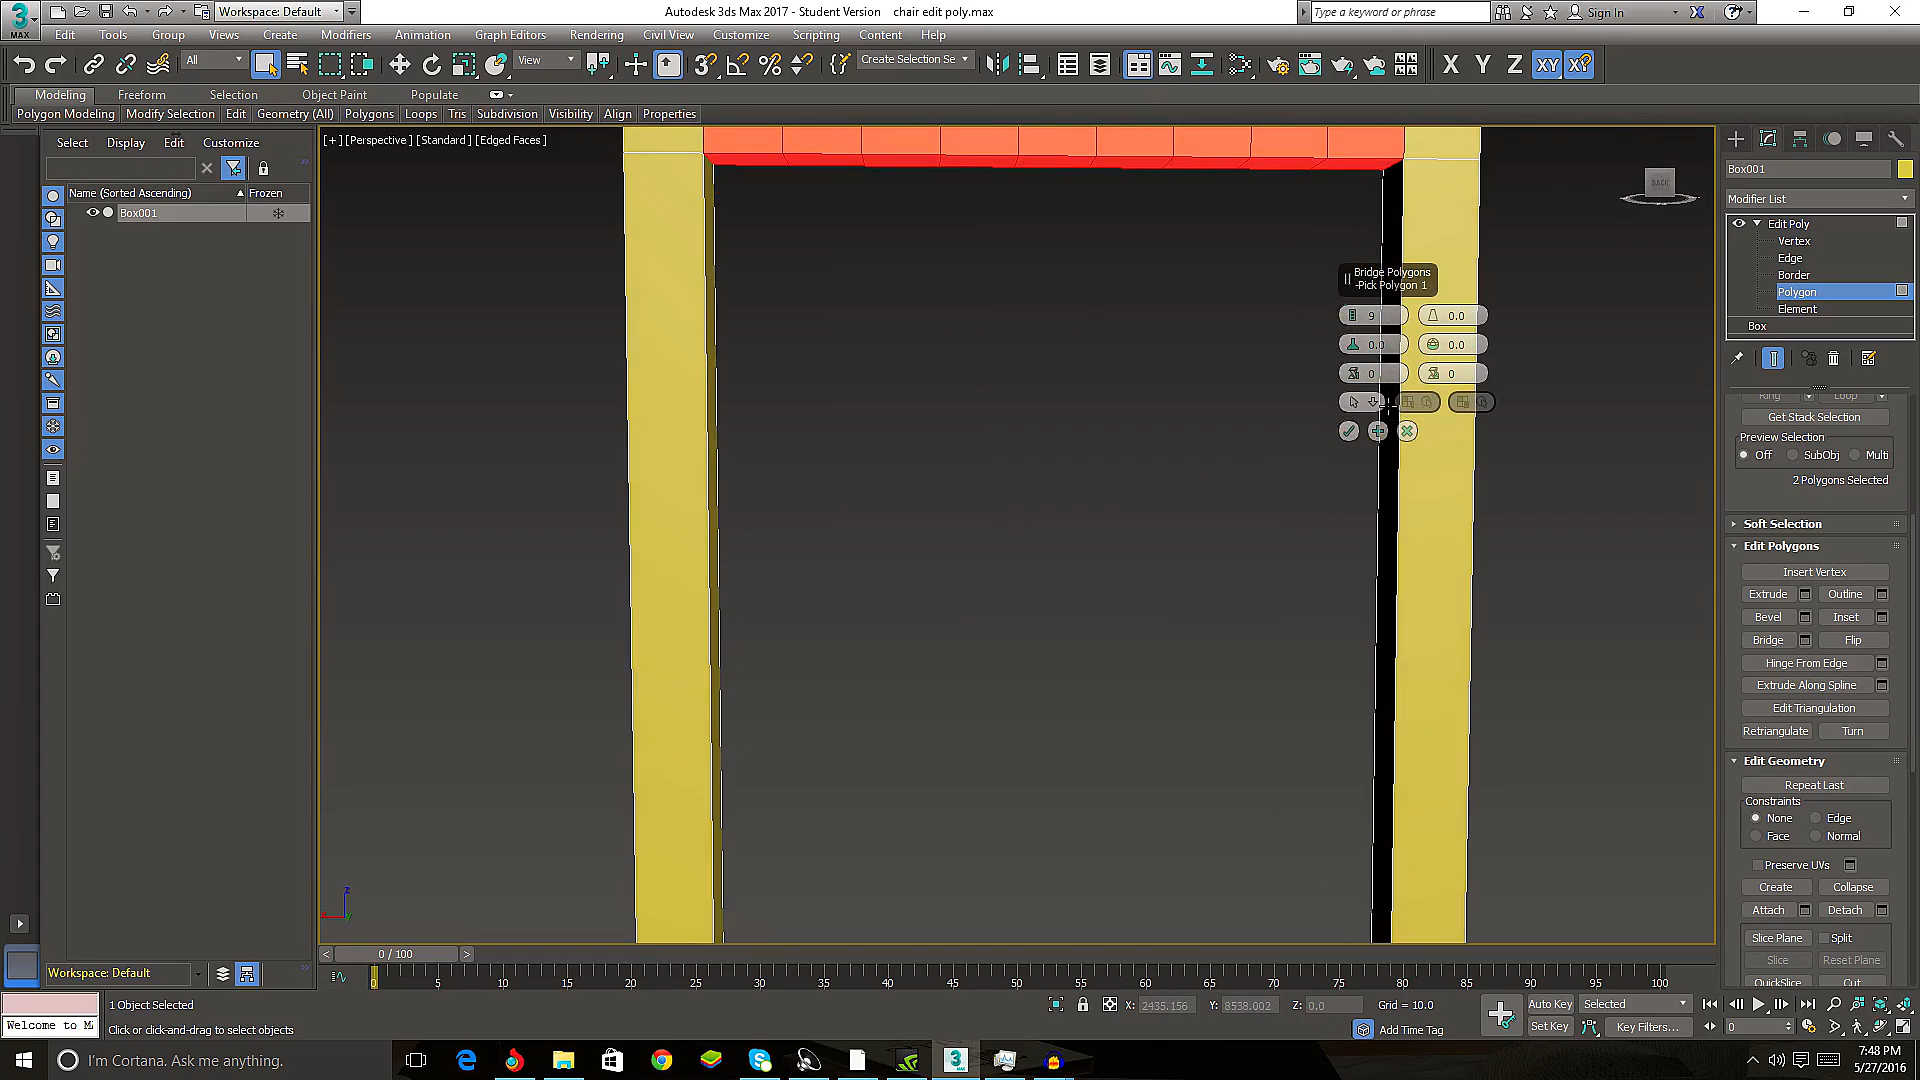 3 MAX
Workspace: Default
Autodesk 3ds Max 2017 - Student Version    chair edit poly.max
Type a keyword or phrase
Sign In
Edit Tools Group Views Create Modifiers Animation Graph Editors Rendering Civil View Customize Scripting Content Help
All
View
Create Selection Se
X Y Z XY
Modeling Freeform Selection Object Paint Populate
Polygon Modeling Modify Selection Edit Geometry (All) Polygons Loops Tris Subdivision Visibility Align Properties
Select Display Edit Customize
Name (Sorted Ascending) Frozen
Box001
[+] [Perspective] [Standard] [Edged Faces]
BACK
Bridge Polygons
-Pick Polygon 1
9 0.0
0.0 0.0
0 0
Box001
Modifier List
Edit Poly
Vertex
Edge
Border
Polygon
Element
Box
Ring Loop
Get Stack Selection
Preview Selection
Off SubObj Multi
2 Polygons Selected
Soft Selection
Edit Polygons
Insert Vertex
Extrude Outline
Bevel Inset
Bridge Flip
Hinge From Edge
Extrude Along Spline
Edit Triangulation
Retriangulate Turn
Edit Geometry
Repeat Last
Constraints
None Edge
Face Normal
Preserve UVs
Create Collapse
Attach Detach
Slice Plane Split
Slice Reset Plane
QuickSlice Cut
z
x
y
< 0 / 100 >
Workspace: Default
0 5 10 15 20 25 30 35 40 45 50 55 60 65 70 75 80 85 90 95 100
1 Object Selected
Welcome to M
Click or click-and-drag to select objects
X: 2435.156 Y: 8538.002 Z: 0.0 Grid = 10.0
Add Time Tag
Auto Key Selected
Set Key Key Filters...
0
I'm Cortana. Ask me anything.
7:48 PM
5/27/2016